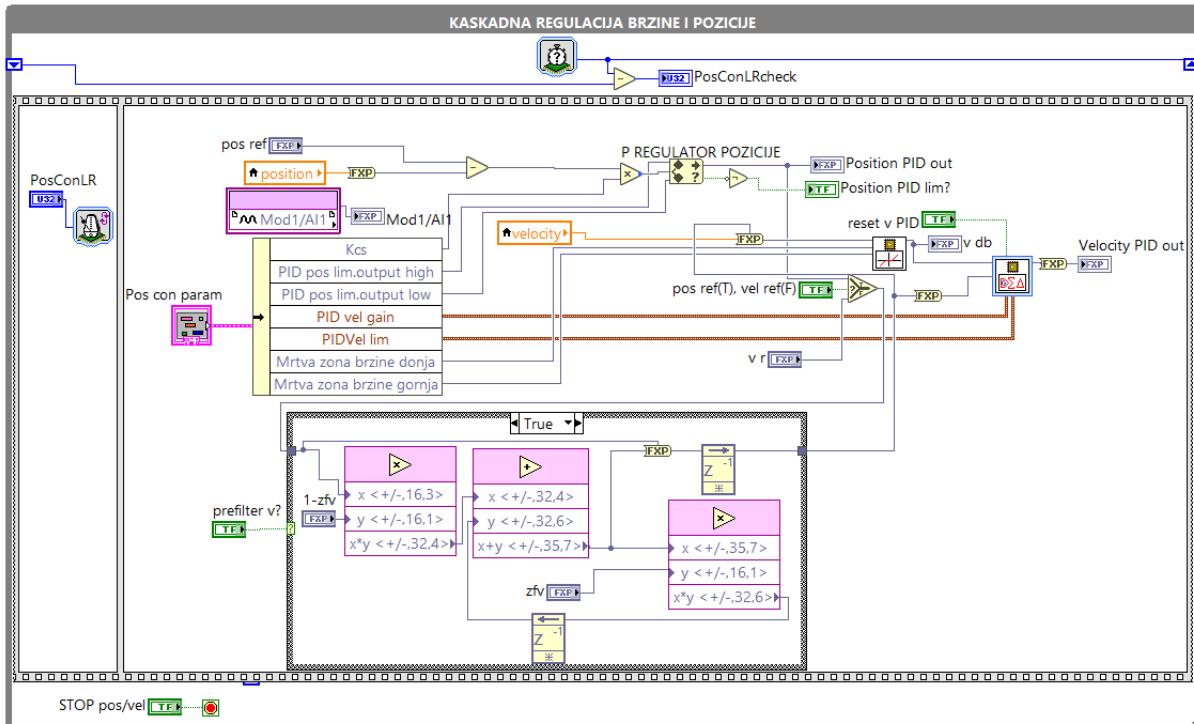 KASKADNA REGULACIJA BRZINE I POZICIJE
?
U32 PosConLRcheck
pos ref FXP
position FXP
P REGULATOR POZICIJE
FXP Position PID out
TF Position PID lim?
PosConLR
U32
Mod1/AI1 FXP Mod1/AI1
velocity FXP
reset v PID TF
FXP v db
Velocity PID out
FXP FXP
Kcs
PID pos lim.output high
PID pos lim.output low
PID vel gain
PIDVel lim
Mrtva zona brzine donja
Mrtva zona brzine gornja
Pos con param
pos ref(T), vel ref(F) TF
FXP
v r FXP
True
prefilter v?
TF
1-zfv
FXP
x <+/-,16,3>
y <+/-,16,1>
x*y <+/-,32,4>
x <+/-,32,4>
y <+/-,32,6>
x+y <+/-,35,7>
FXP
Z -1
x <+/-,35,7>
y <+/-,16,1>
x*y <+/-,32,6>
zfv FXP
Z -1
STOP pos/vel TF